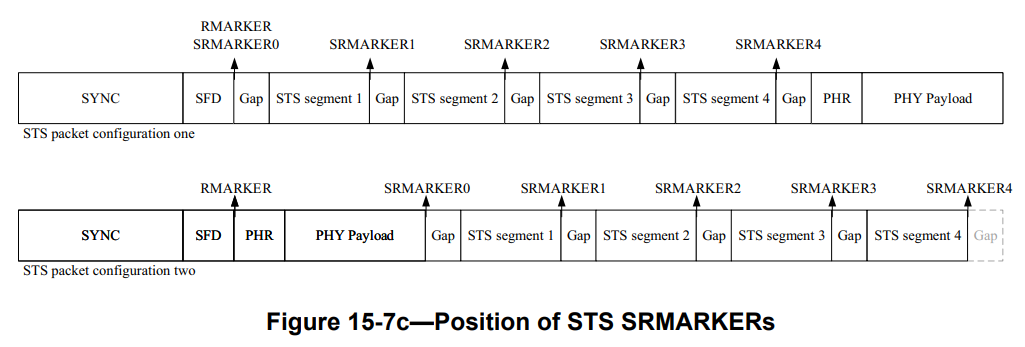 RMARKER
SRMARKER0 SRMARKER1 SRMARKER2 SRMARKER3 SRMARKER4
SYNC SFD Gap STS segment 1 Gap STS segment 2 Gap STS segment 3 Gap STS segment 4 Gap PHR PHY Payload
STS packet configuration one
RMARKER SRMARKER0 SRMARKER1 SRMARKER2 SRMARKER3 SRMARKER4
SYNC SFD PHR PHY Payload Gap STS segment 1 Gap STS segment 2 Gap STS segment 3 Gap STS segment 4 Gap
STS packet configuration two
Figure 15-7c—Position of STS SRMARKERs